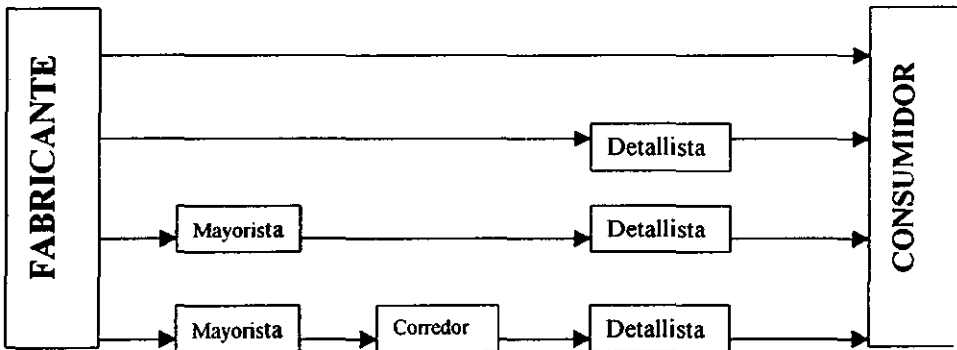 FABRICANTE
Detallista
Mayorista
Detallista
Mayorista
Corredor
Detallista
CONSUMIDOR